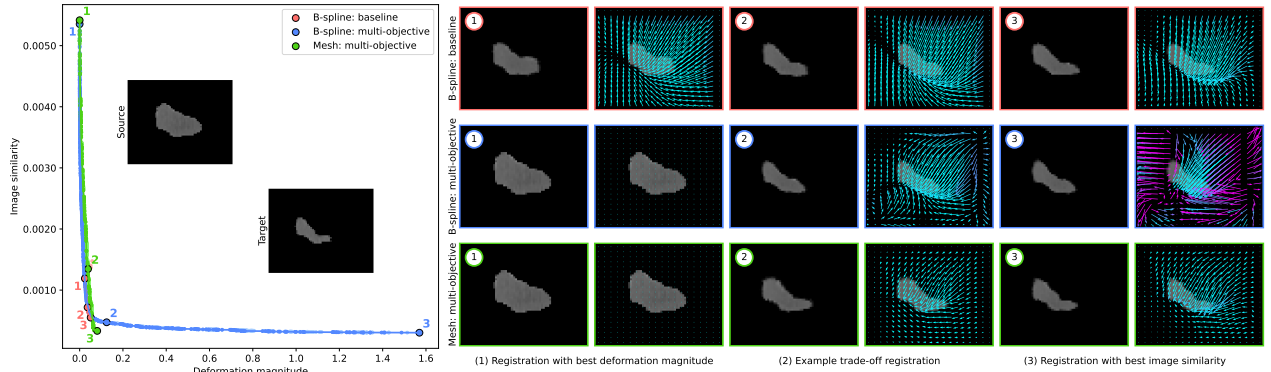 B-spline: baseline
B-spline: multi-objective
Mesh: multi-objective
Image similarity
0.0050
0.0040
0.0030
0.0020
0.0010
0.0
0.2
0.4
0.6
0.8
1.0
1.2
1.4
1.6
Deformation magnitude
Source
Target
1
1
2
1
2
3
3
2
3
B-spline: baseline
1
2
3
B-spline: multi-objective
1
2
3
Mesh: multi-objective
1
2
3
(1) Registration with best deformation magnitude
(2) Example trade-off registration
(3) Registration with best image similarity